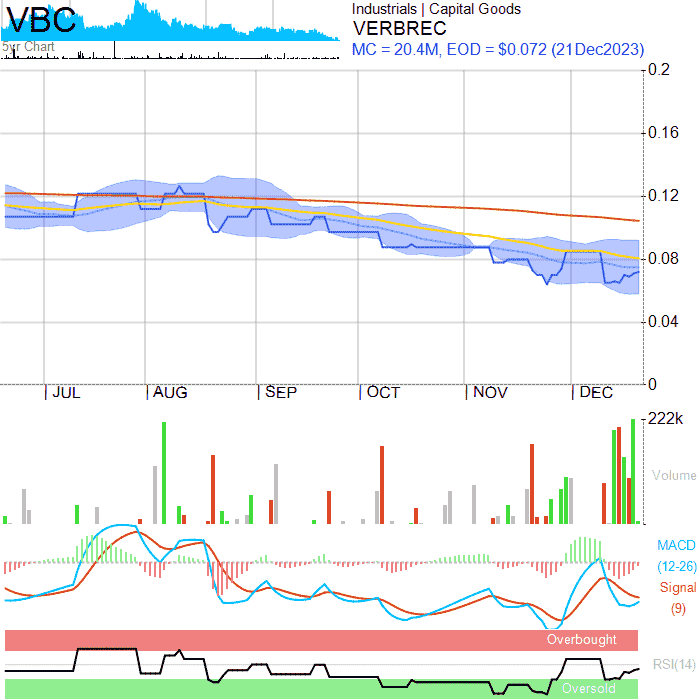 VBC
5yr Chart
Industrials | Capital Goods
VERBREC
MC = 20.4M, EOD = $0.072 (21Dec2023)
0.2
0.16
0.12
0.08
0.04
0
JUL AUG SEP OCT NOV DEC
222k
Volume
MACD
(12-26)
Signal
(9)
Overbought
RSI(14)
Oversold